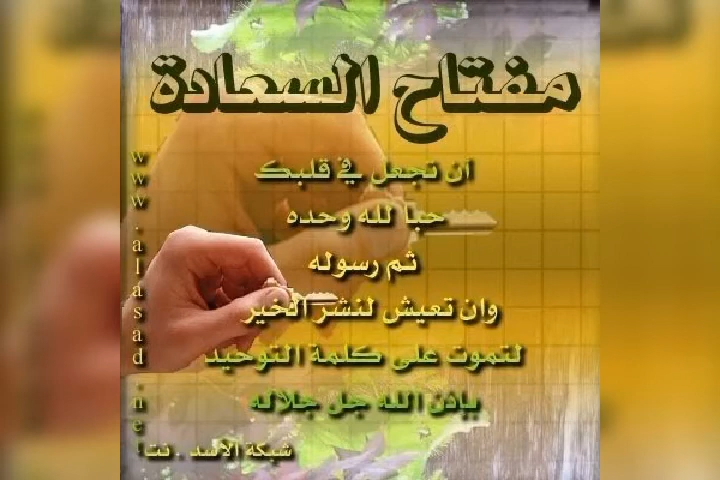 مفتاح السعادة
أن تجعل في قلبك
حبا لله وحده
ثم رسوله
وان تعيش لنشر الخير
لتموت على كلمة التوحيد
بإذن الله جل جلاله
شبكة الأسد . نت
www.alasad.net